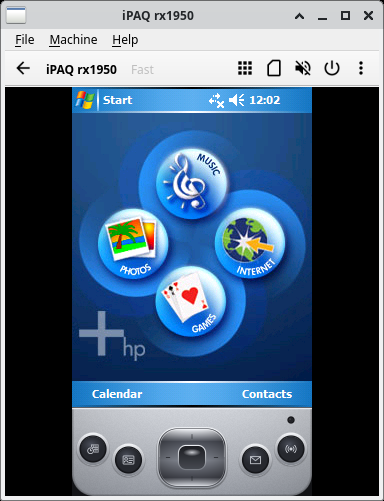 iPAQ rx1950
File Machine Help
iPAQ rx1950 Fast
Start 12:02
MUSIC
PHOTOS
INTERNET
GAMES
hp
Calendar Contacts